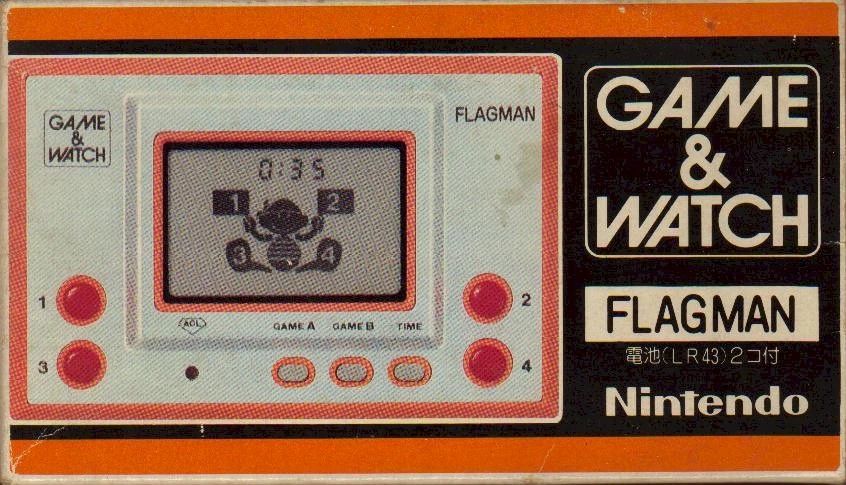 GAME
&
WATCH
FLAGMAN
0:35
1 2
3 4
1
2
3
4
ACL
GAME A GAME B TIME
GAME
&
WATCH
FLAGMAN
電池(LR43)2コ付
Nintendo